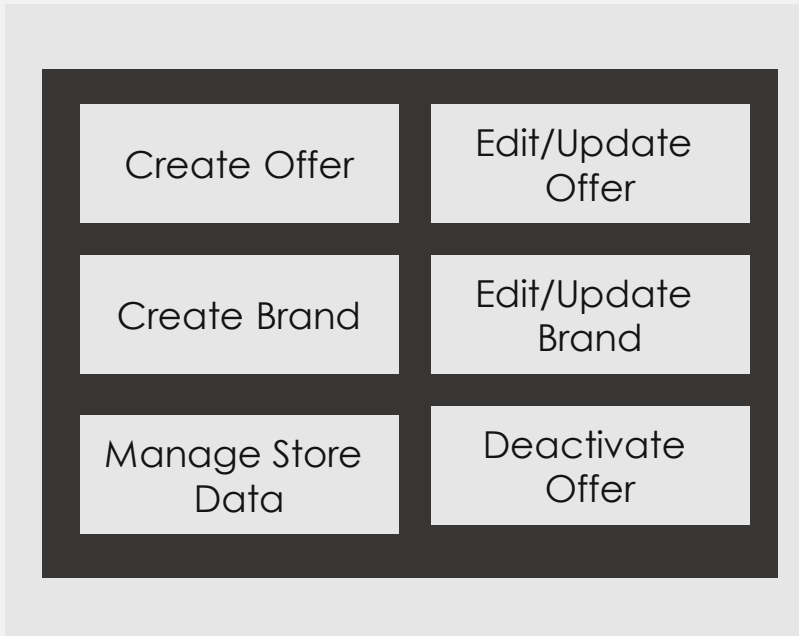 Create Offer
Edit/Update
Offer
Create Brand
Edit/Update
Brand
Manage Store
Data
Deactivate
Offer